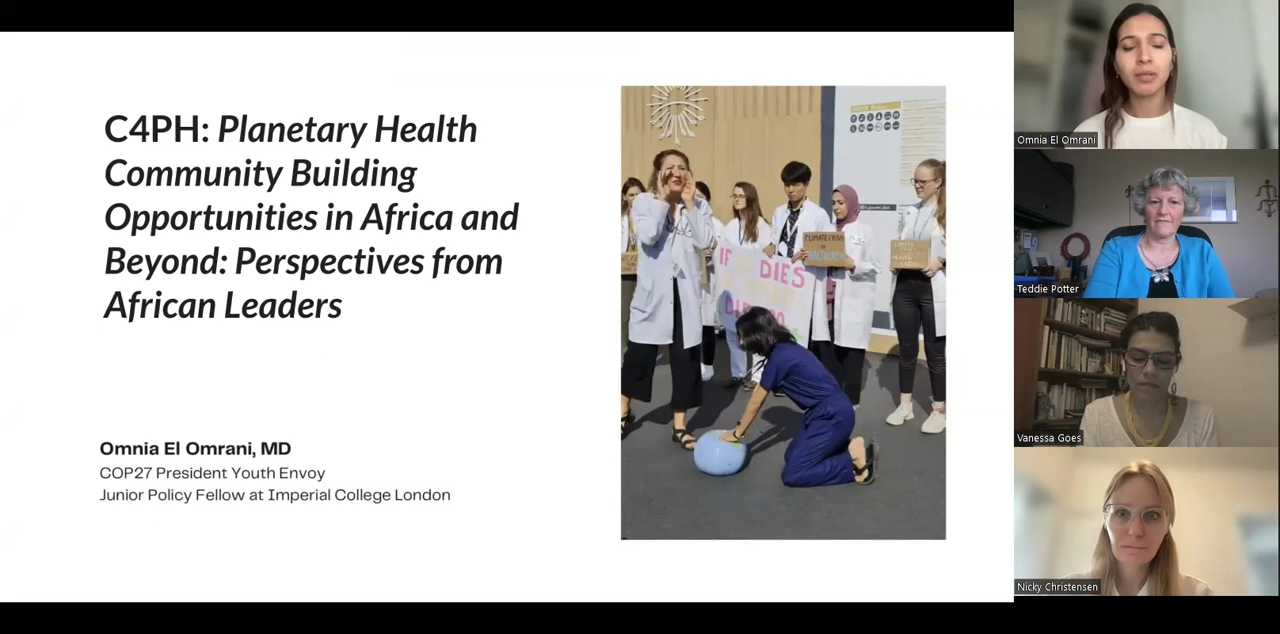 C4PH: Planetary Health
Community Building
Opportunities in Africa and
Beyond: Perspectives from
African Leaders
Omnia El Omrani, MD
COP27 President Youth Envoy
Junior Policy Fellow at Imperial College London
IF
DIES
CLIMATE CRISIS
Omnia El Omrani
Teddie Potter
Vanessa Goes
Nicky Christensen